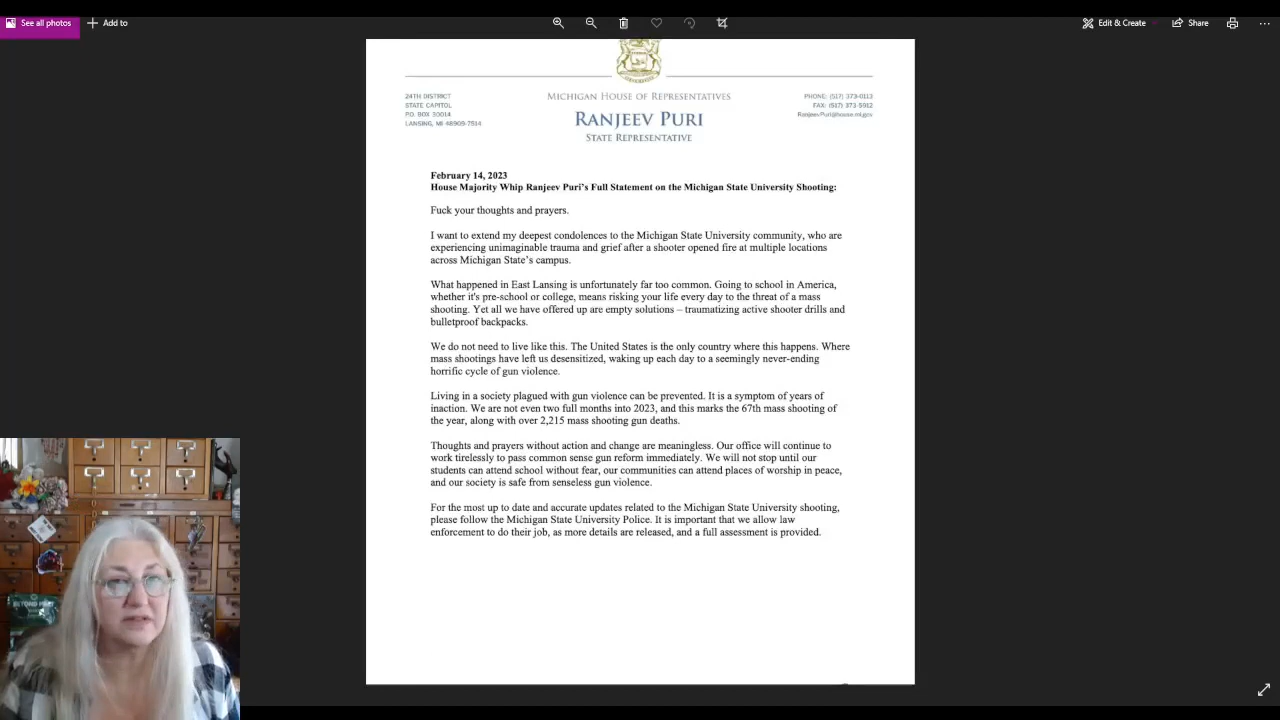 See all photos
Add
Edit & Create
Share
MICHIGAN HOUSE OF REPRESENTATIVES
RANJEEV PURI
STATE REPRESENTATIVE
24TH DISTRICT
STATE CAPITOL
P.O. BOX 30014
LANSING, MI 48909-7514
PHONE: (517) 373-0113
FAX: (517) 373-5912
Ranjeev.Puri@house.mi.gov
February 14, 2023
House Majority Whip Ranjeev Puri's Full Statement on the Michigan State University Shooting:
Fuck your thoughts and prayers.
I want to extend my deepest condolences to the Michigan State University community, who are
experiencing unimaginable trauma and grief after a shooter opened fire at multiple locations
across Michigan State's campus.
What happened in East Lansing is unfortunately far too common. Going to school in America,
whether it's pre-school or college, means risking your life every day to the threat of a mass
shooting. Yet all we have offered up are empty solutions – traumatizing active shooter drills and
bulletproof backpacks.
We do not need to live like this. The United States is the only country where this happens. Where
mass shootings have left us desensitized, waking up each day to a seemingly never-ending
horrific cycle of gun violence.
Living in a society plagued with gun violence can be prevented. It is a symptom of years of
inaction. We are not even two full months into 2023, and this marks the 67th mass shooting of
the year, along with over 2,215 mass shooting gun deaths.
Thoughts and prayers without action and change are meaningless. Our office will continue to
work tirelessly to pass common sense gun reform immediately. We will not stop until our
students can attend school without fear, our communities can attend places of worship in peace,
and our society is safe from senseless gun violence.
For the most up to date and accurate updates related to the Michigan State University shooting,
please follow the Michigan State University Police. It is important that we allow law
enforcement to do their job, as more details are released, and a full assessment is provided.